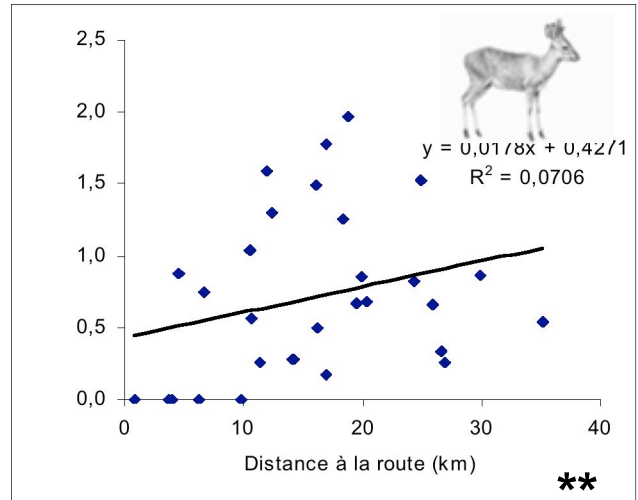 2,5
2,0
y = 0,0178x + 0,4271
1,5
R² = 0,0706
1,0
0,5
0,0
0 10 20 30 40
Distance à la route (km)
**